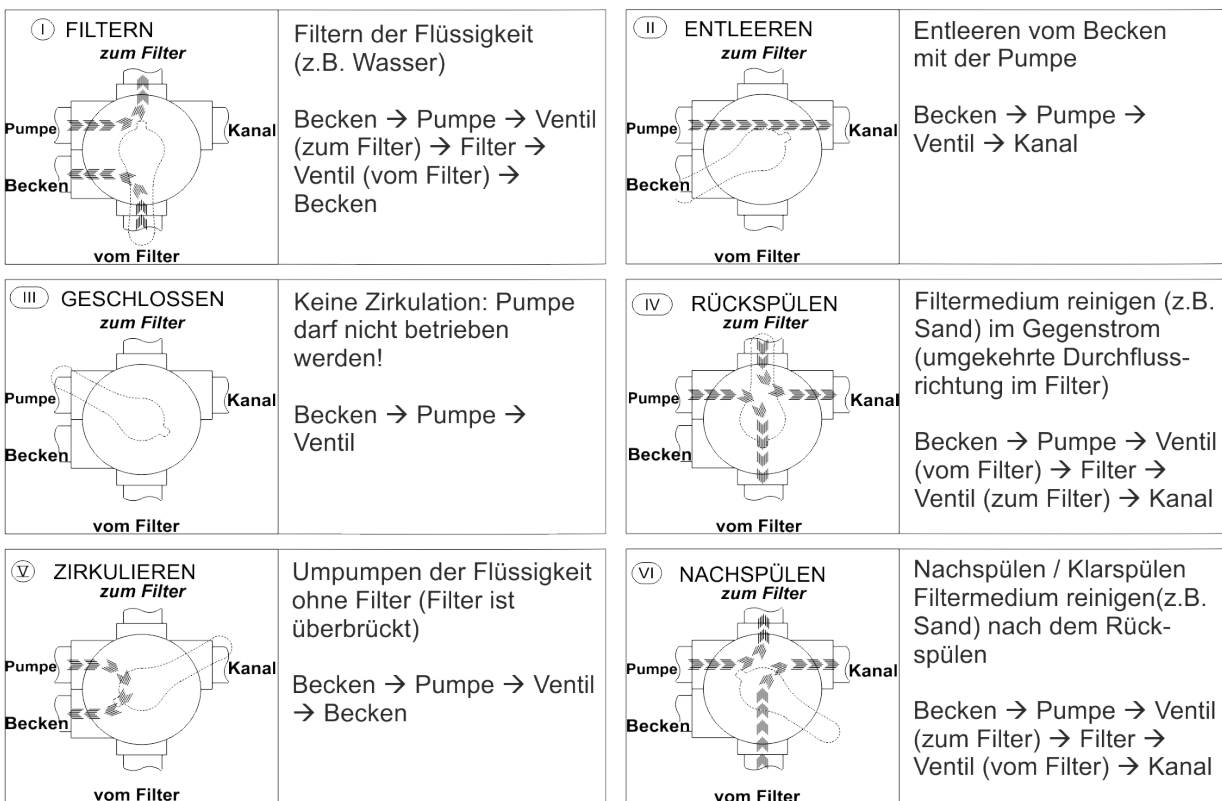 I FILTERN
zum Filter
Pumpe
Kanal
Becken
vom Filter
Filtern der Flüssigkeit
(z.B. Wasser)
Becken → Pumpe → Ventil
(zum Filter) → Filter →
Ventil (vom Filter) →
Becken
II ENTLEEREN
zum Filter
Pumpe
Kanal
Becken
vom Filter
Entleeren vom Becken
mit der Pumpe
Becken → Pumpe →
Ventil → Kanal
III GESCHLOSSEN
zum Filter
Pumpe
Kanal
Becken
vom Filter
Keine Zirkulation: Pumpe
darf nicht betrieben
werden!
Becken → Pumpe →
Ventil
IV RÜCKSPÜLEN
zum Filter
Pumpe
Kanal
Becken
vom Filter
Filtermedium reinigen (z.B.
Sand) im Gegenstrom
(umgekehrte Durchfluss-
richtung im Filter)
Becken → Pumpe → Ventil
(vom Filter) → Filter →
Ventil (zum Filter) → Kanal
V ZIRKULIEREN
zum Filter
Pumpe
Kanal
Becken
vom Filter
Umpumpen der Flüssigkeit
ohne Filter (Filter ist
überbrückt)
Becken → Pumpe → Ventil
→ Becken
VI NACHSPÜLEN
zum Filter
Pumpe
Kanal
Becken
vom Filter
Nachspülen / Klarspülen
Filtermedium reinigen(z.B.
Sand) nach dem Rück-
spülen
Becken → Pumpe → Ventil
(zum Filter) → Filter →
Ventil (vom Filter) → Kanal